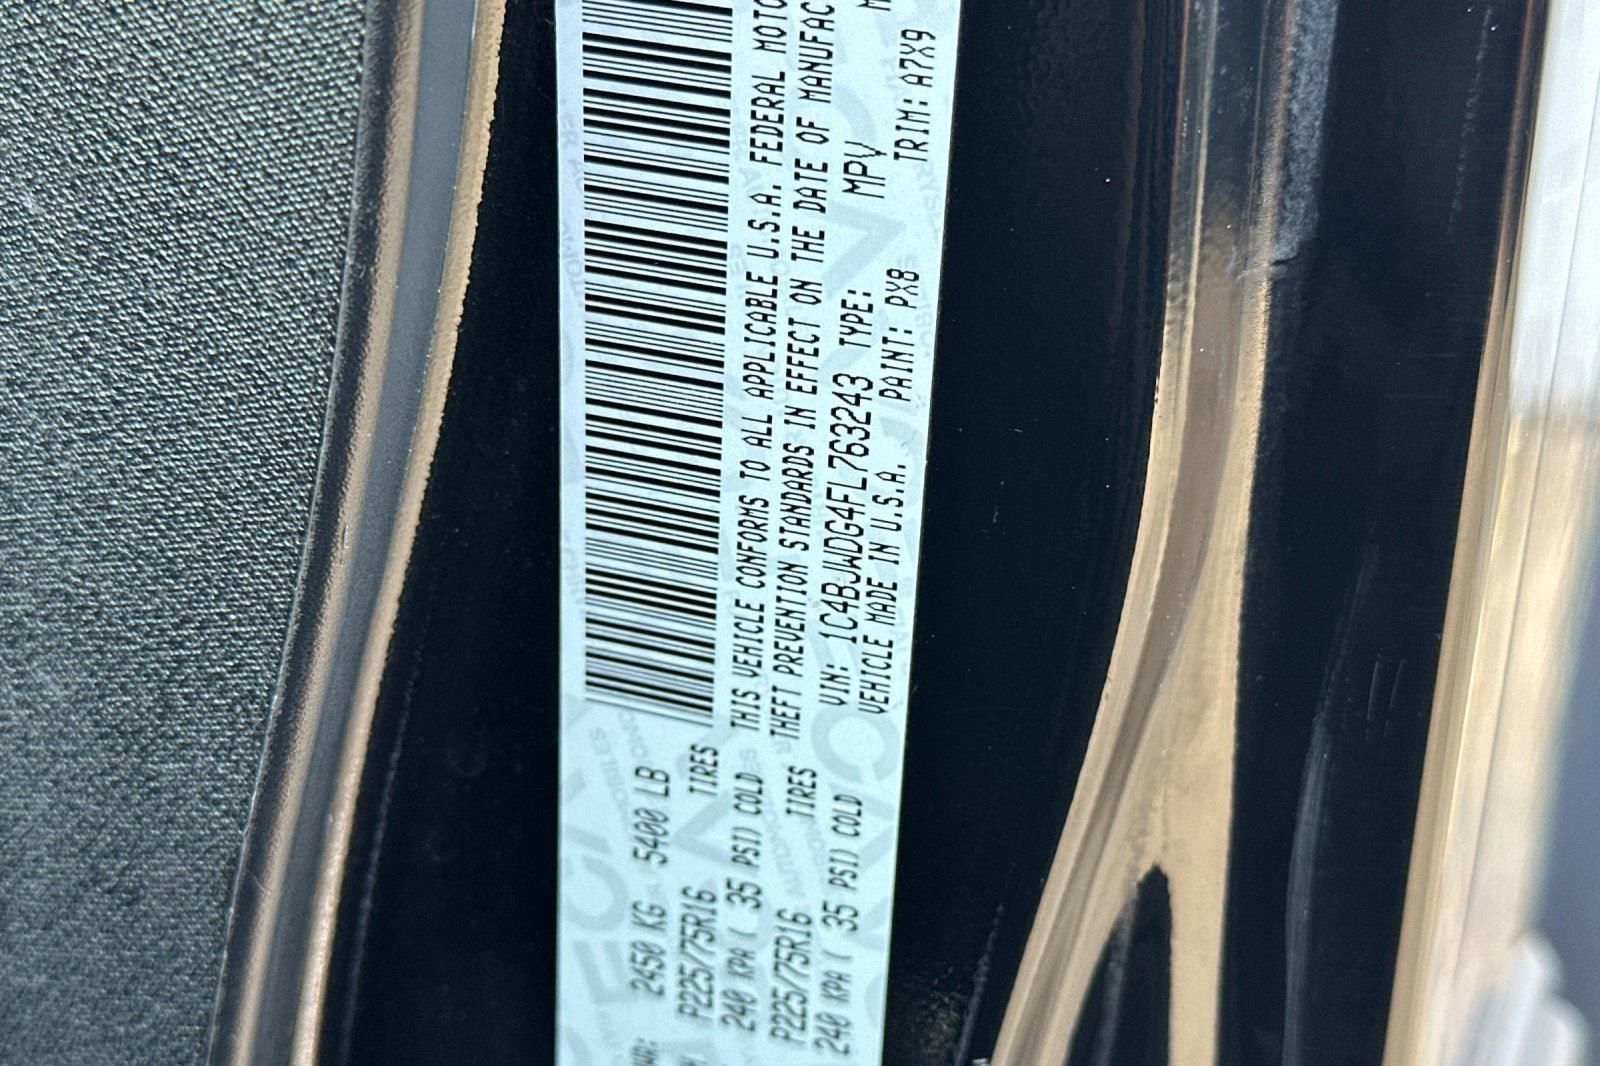 2450 KG 5400 LB
P225/75R16 TIRES
240 KPA ( 35 PSI) COLD
P225/75R16 TIRES
240 KPA ( 35 PSI) COLD
THIS VEHICLE CONFORMS TO ALL APPLICABLE U.S.A. FEDERAL
THEFT PREVENTION STANDARDS IN EFFECT ON THE DATE OF
VIN: 1C4BJWDG4FL763243 TYPE: MPV
VEHICLE MADE IN U.S.A. PAINT: PX8 TRIM: A7X9